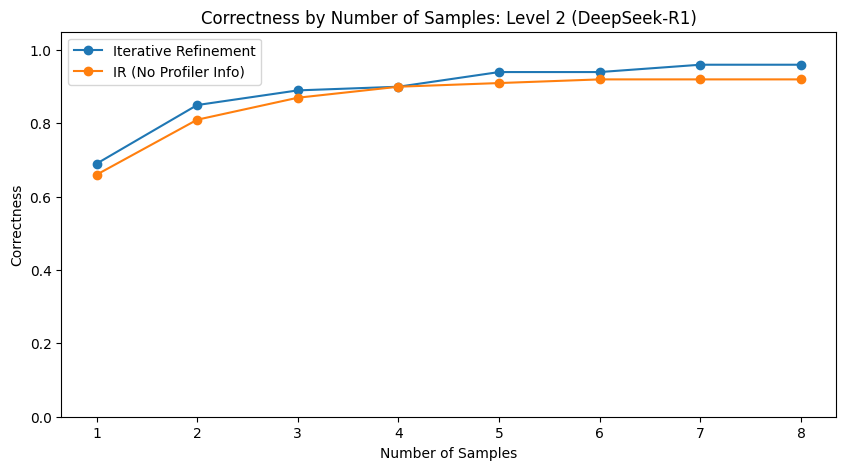 Correctness by Number of Samples: Level 2 (DeepSeek-R1)
Iterative Refinement
IR (No Profiler Info)
Correctness
1.0
0.8
0.6
0.4
0.2
0.0
1 2 3 4 5 6 7 8
Number of Samples